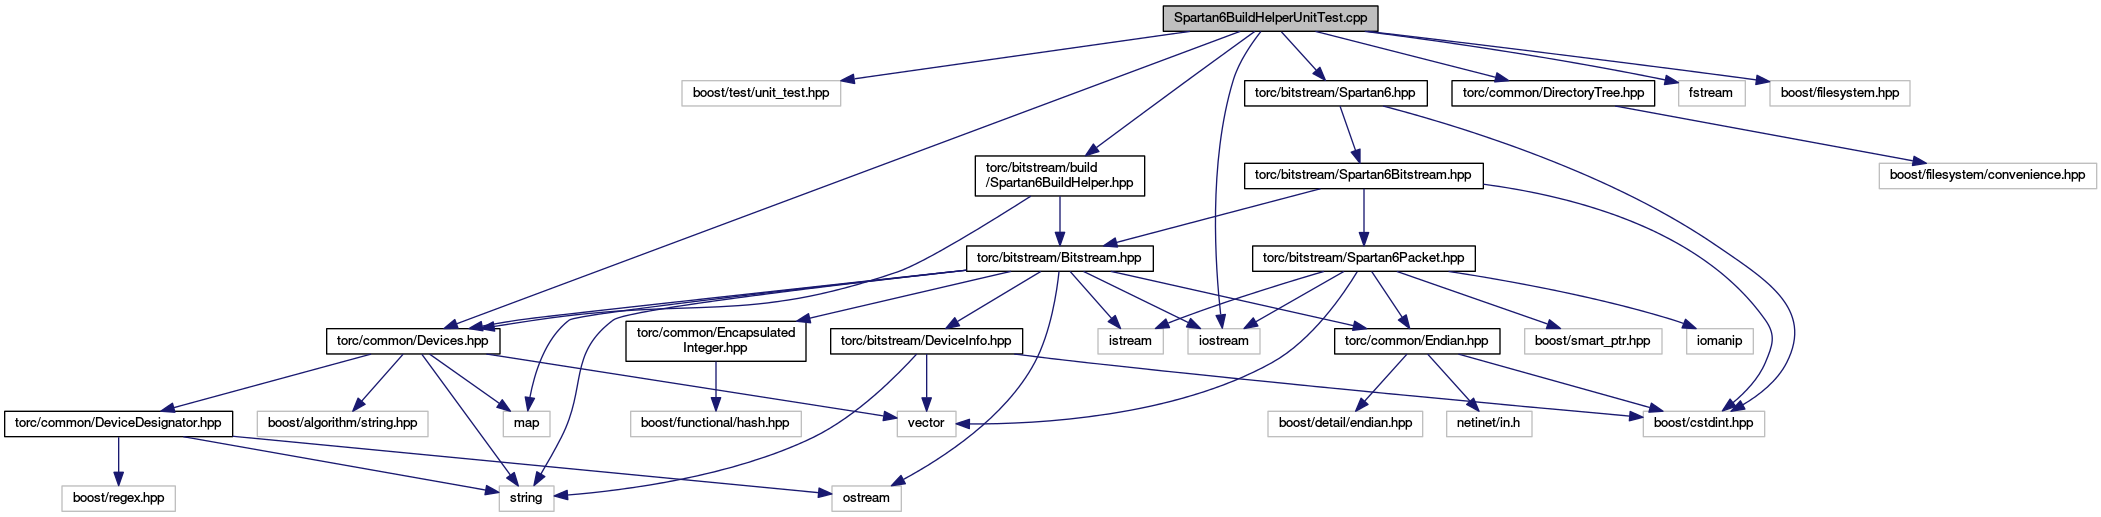 Spartan6BuildHelperUnitTest.cpp
boost/test/unit_test.hpp
torc/bitstream/Spartan6.hpp
torc/common/DirectoryTree.hpp
fstream
boost/filesystem.hpp
torc/bitstream/build
/Spartan6BuildHelper.hpp
torc/bitstream/Spartan6Bitstream.hpp
boost/filesystem/convenience.hpp
torc/bitstream/Bitstream.hpp
torc/bitstream/Spartan6Packet.hpp
torc/common/Devices.hpp
torc/common/Encapsulated
Integer.hpp
torc/bitstream/DeviceInfo.hpp
istream
iostream
torc/common/Endian.hpp
boost/smart_ptr.hpp
iomanip
torc/common/DeviceDesignator.hpp
boost/algorithm/string.hpp
map
boost/functional/hash.hpp
vector
boost/detail/endian.hpp
netinet/in.h
boost/cstdint.hpp
boost/regex.hpp
string
ostream